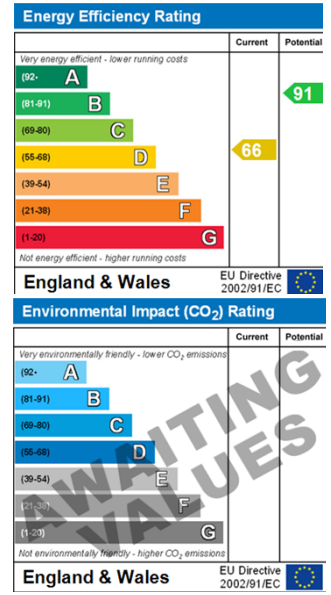 Energy Efficiency Rating
Current Potential
Very energy efficient - lower running costs
(92- A
(81-91) B
91
(69-80) C
(55-68) D
66
(39-54) E
(21-38) F
(1-20) G
Not energy efficient - higher running costs
England & Wales
EU Directive
2002/91/EC
Environmental Impact (CO2) Rating
Current Potential
Very environmentally friendly - lower CO2 emissions
(92- A
(81-91) B
(69-80) C
(55-68) D
(39-54) E
(21-38) F
(1-20) G
AWAITING
VALUES
Not environmentally friendly - higher CO2 emissions
England & Wales
EU Directive
2002/91/EC